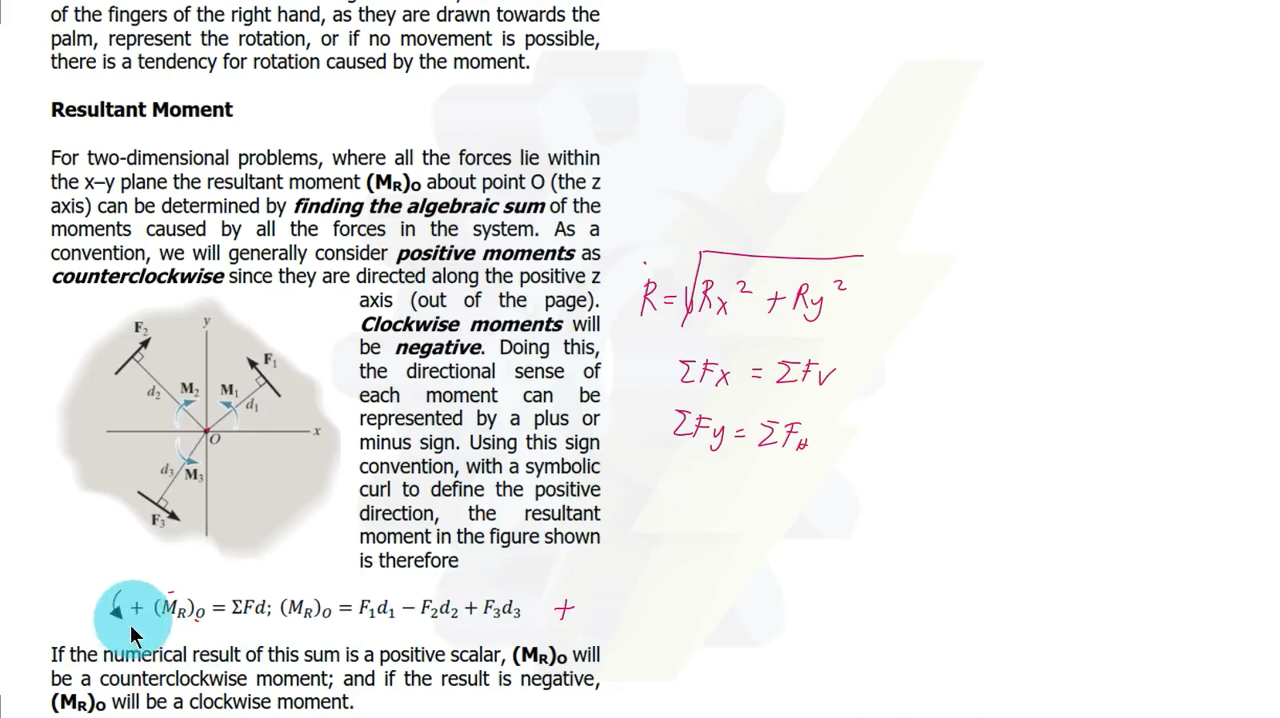 of the fingers of the right hand, as they are drawn towards the
palm, represent the rotation, or if no movement is possible,
there is a tendency for rotation caused by the moment.
Resultant Moment
For two-dimensional problems, where all the forces lie within
the x–y plane the resultant moment (MR)O about point O (the z
axis) can be determined by finding the algebraic sum of the
moments caused by all the forces in the system. As a
convention, we will generally consider positive moments as
counterclockwise since they are directed along the positive z
axis (out of the page).
Clockwise moments will
be negative. Doing this,
the directional sense of
each moment can be
represented by a plus or
minus sign. Using this sign
convention, with a symbolic
curl to define the positive
direction, the resultant
moment in the figure shown
is therefore
y
F2
F1
M2
M1
d2
d1
x
O
d3
M3
F3
+ (MR)O = ΣFd; (MR)O = F1d1 − F2d2 + F3d3 +
If the numerical result of this sum is a positive scalar, (MR)O will
be a counterclockwise moment; and if the result is negative,
(MR)O will be a clockwise moment.
R = √Rx² + Ry²
ΣFx = ΣFV
ΣFy = ΣFH